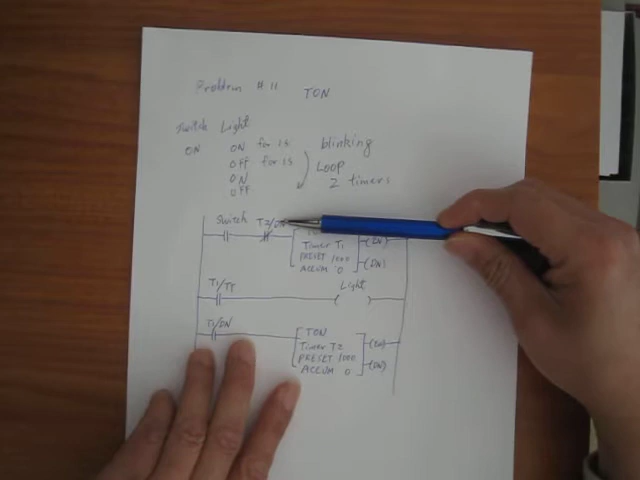 Problem #11 TON
Switch Light
ON ON for 1s blinking
OFF for 1s LOOP
ON 2 timers
OFF
Switch T2/DN
Timer T1 (EN)
PRESET 1000 (DN)
ACCUM 0
T1/TT Light
T1/DN
TON (EN)
Timer T2
PRESET 1000 (DN)
ACCUM 0